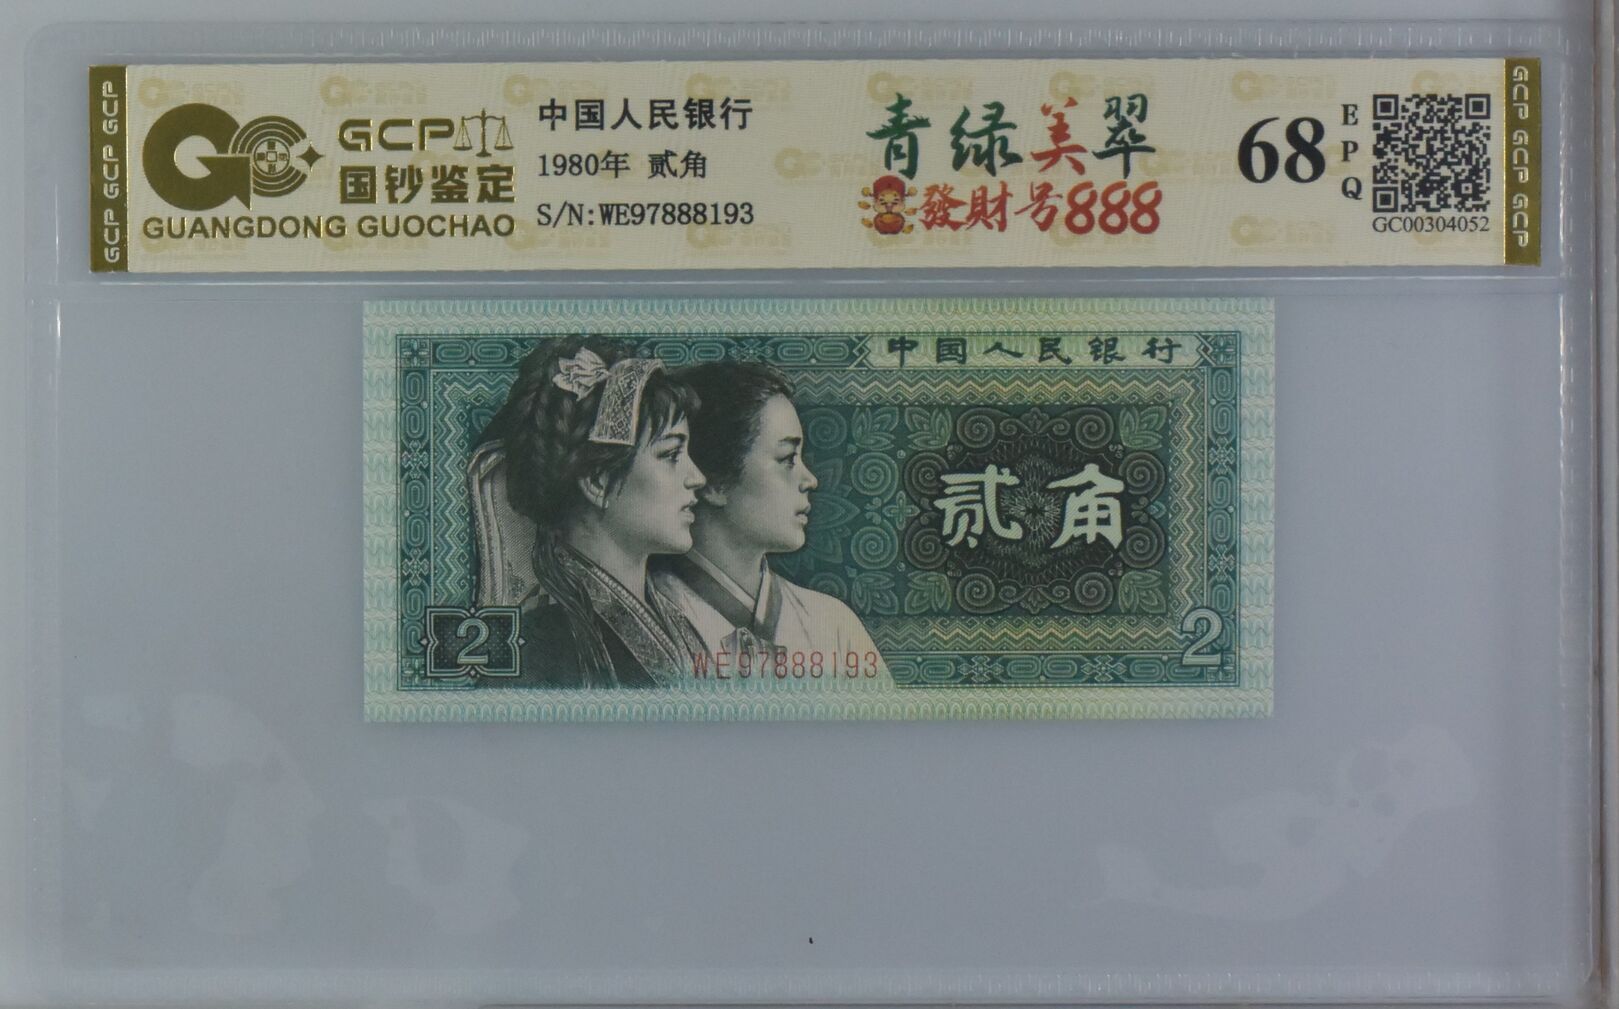 GCP GCP GCP
GCP
国钞鉴定
GUANGDONG GUOCHAO
中国人民银行
1980年 贰角
S/N:WE97888193
青绿美翠
發財号888
68
EPQ
GC00304052
GCP GCP GCP
中国人民银行
贰角
2
WE97888193
2